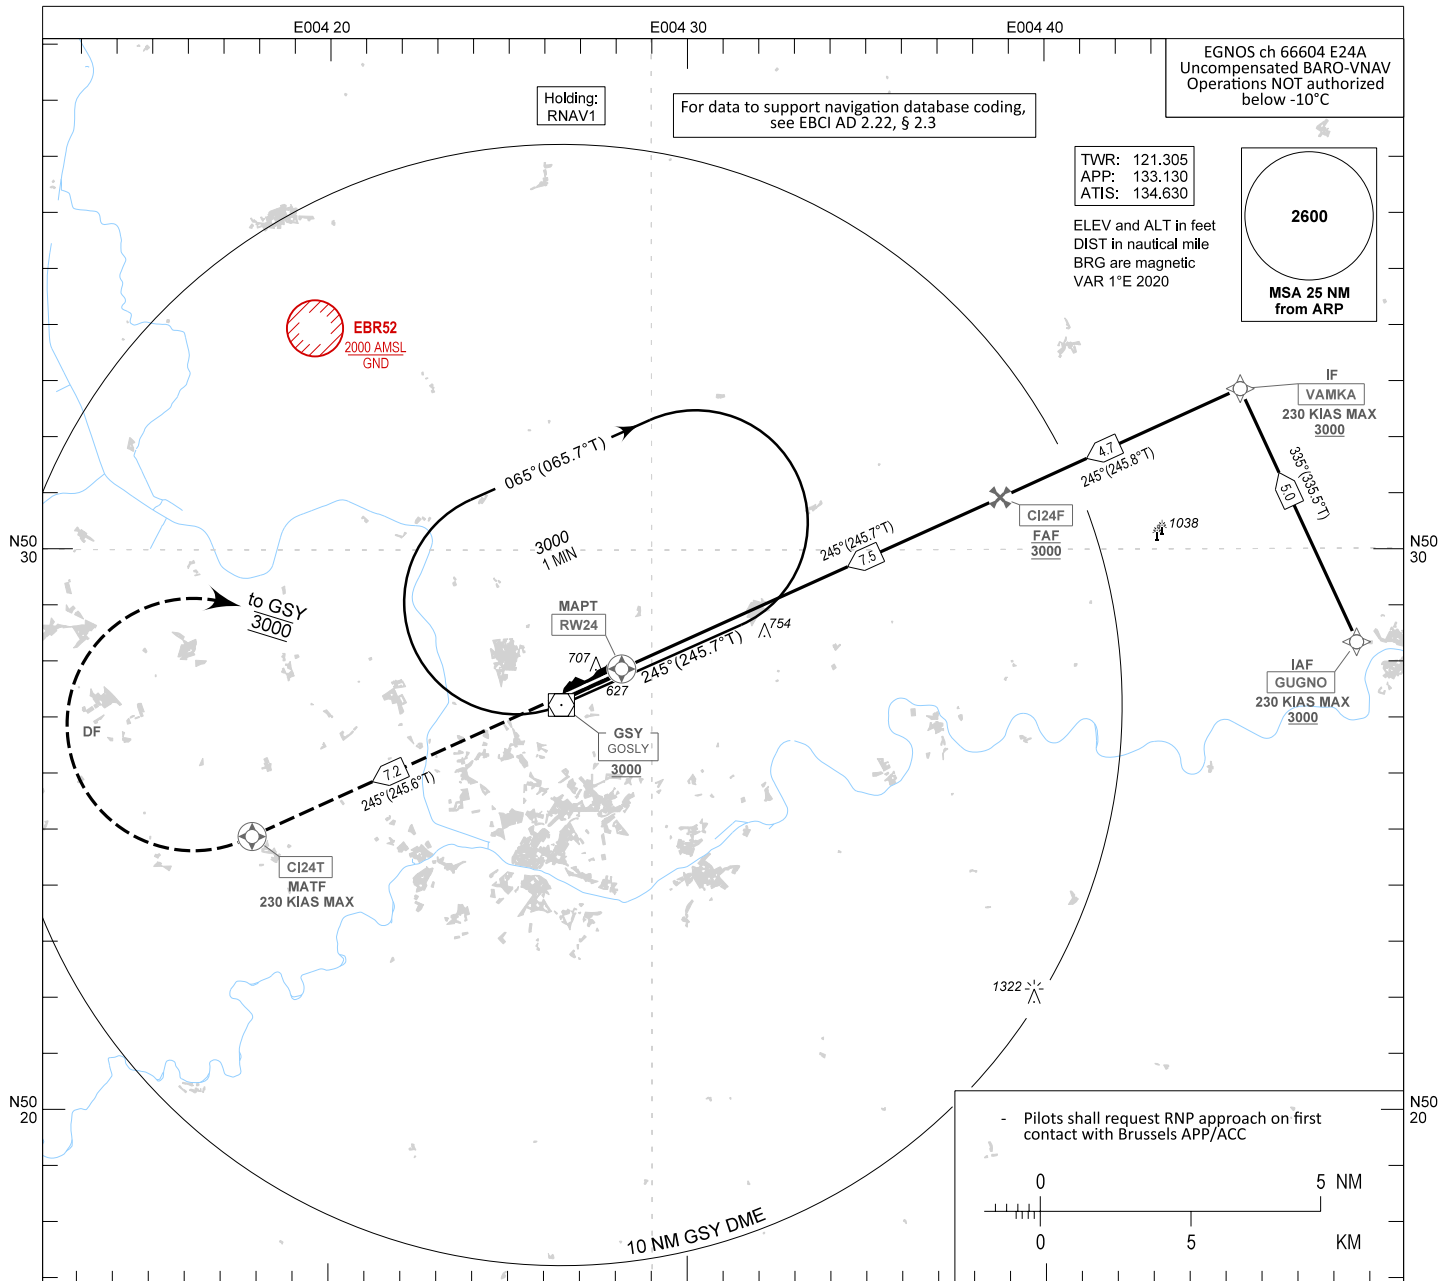 E004 20
E004 30
E004 40
EGNOS ch 66604 E24A
Uncompensated BARO-VNAV
Operations NOT authorized
below -10°C
Holding:
RNAV1
For data to support navigation database coding,
see EBCI AD 2.22, § 2.3
TWR: 121.305
APP: 133.130
ATIS: 134.630
ELEV and ALT in feet
DIST in nautical mile
BRG are magnetic
VAR 1°E 2020
2600
MSA 25 NM
from ARP
EBR52
2000 AMSL
GND
IF
VAMKA
230 KIAS MAX
3000
4.7
245°(245.8°T)
335°(335.5°T)
5.0
065°(065.7°T)
CI24F
FAF
3000
1038
245°(245.7°T)
7.5
3000
1 MIN
N50
30
N50
30
to GSY
3000
MAPT
RW24
754
707
245°(245.7°T)
627
IAF
GUGNO
230 KIAS MAX
3000
DF
GSY
GOSLY
3000
7.2
245°(245.6°T)
CI24T
MATF
230 KIAS MAX
1322
N50
20
N50
20
- Pilots shall request RNP approach on first
contact with Brussels APP/ACC
0 5 NM
0 5 KM
10 NM GSY DME